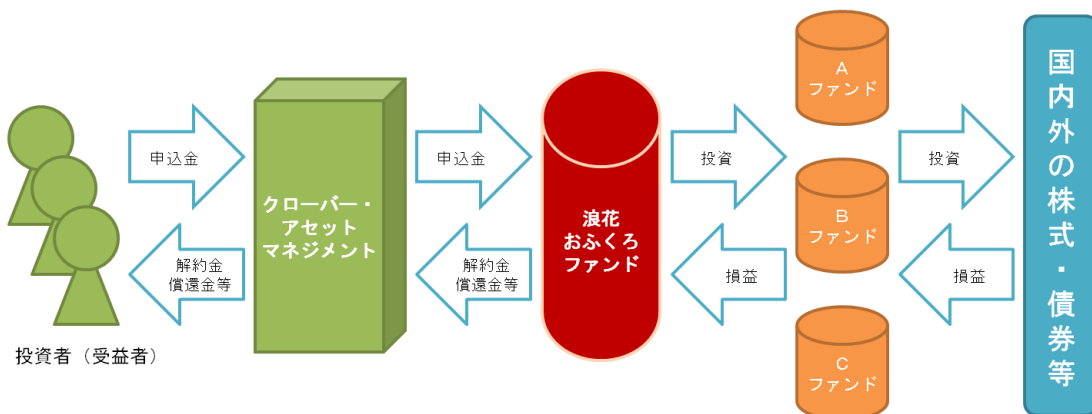 申込金
解約金
償還金等
投資者（受益者）
クローバー・
アセット
マネジメント
申込金
解約金
償還金等
浪花
おふくろ
ファンド
投資
損益
A
ファンド
B
ファンド
C
ファンド
投資
損益
国内外の株式・債券等